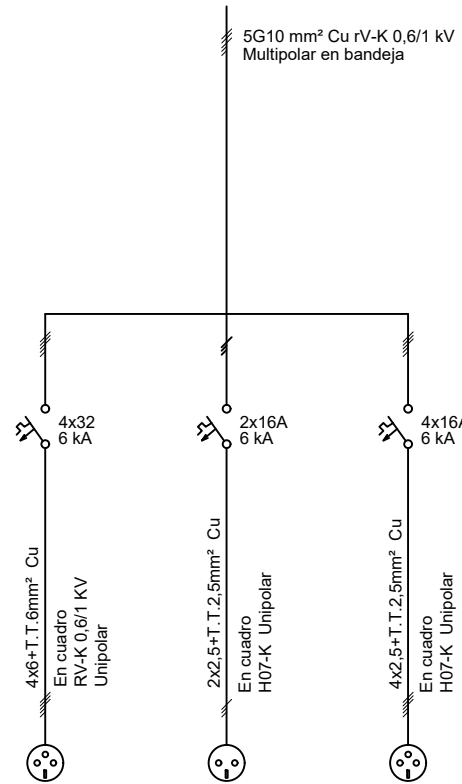 5G10 mm² Cu rV-K 0,6/1 kV
Multipolar en bandeja
4x32
6 kA
2x16A
6 kA
4x16A
6 kA
4x6+T.T.6mm² Cu
En cuadro
RV-K 0,6/1 KV
Unipolar
2x2,5+T.T.2,5mm² Cu
En cuadro
H07-K Unipolar
4x2,5+T.T.2,5mm² Cu
En cuadro
H07-K Unipolar